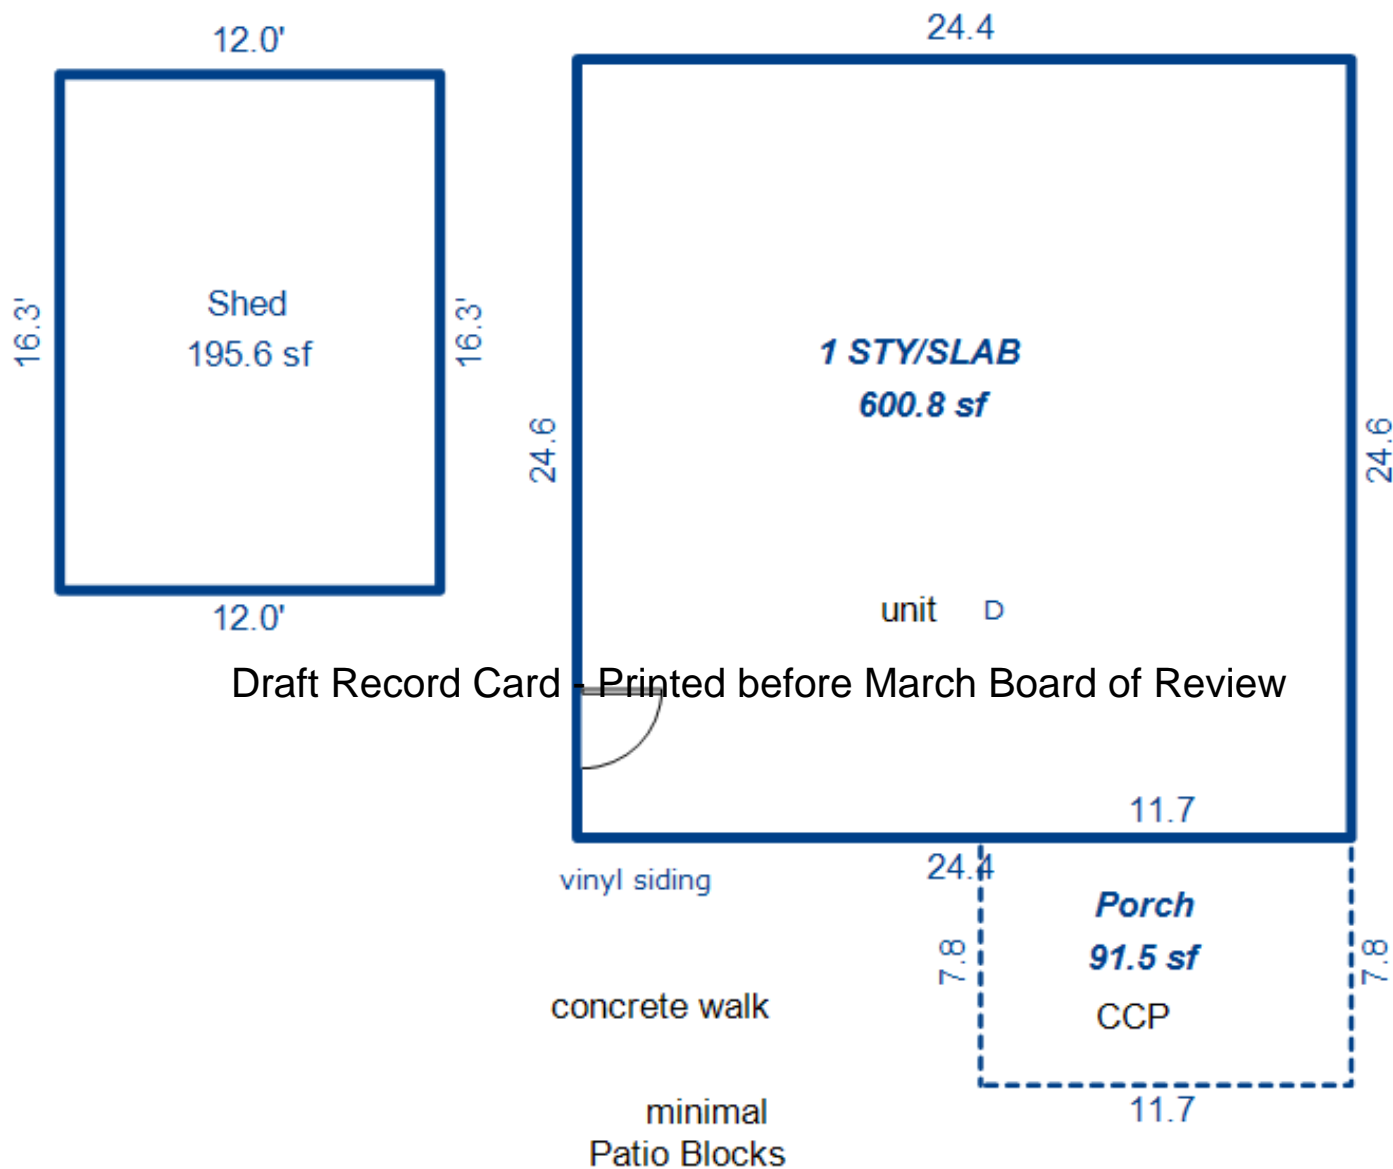 12.0'
24.4
16.3'
Shed
195.6 sf
16.3'
12.0'
24.6
1 STY/SLAB
600.8 sf
24.6
unit D
Draft Record Card - Printed before March Board of Review
11.7
24.4
vinyl siding
Porch
91.5 sf
CCP
7.8
7.8
11.7
concrete walk
minimal
Patio Blocks